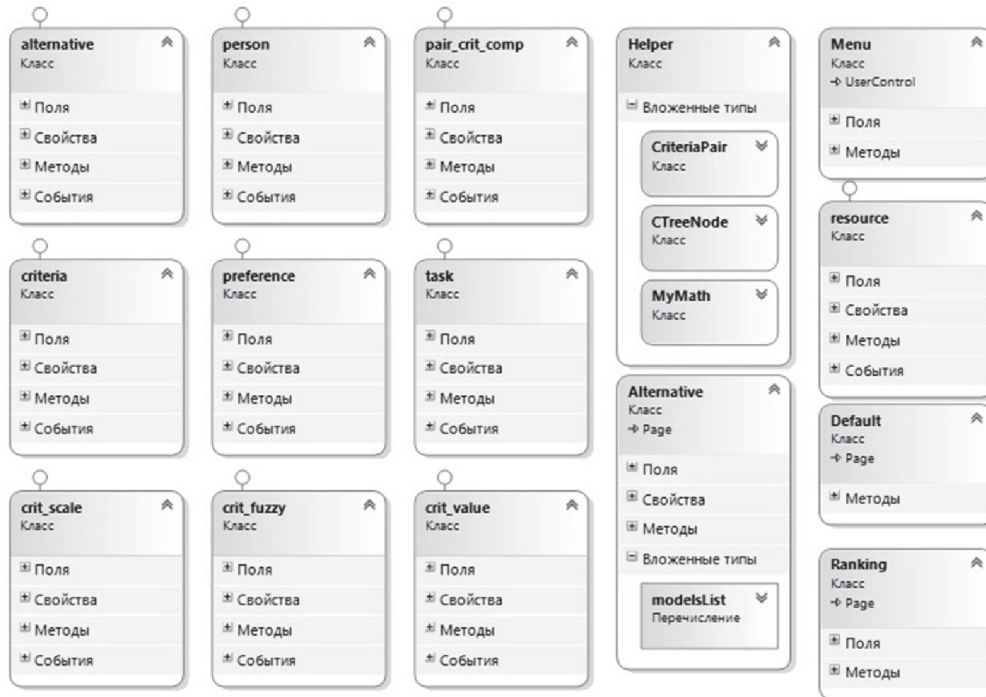 alternative
Класс
Поля
Свойства
Методы
События
person
Класс
Поля
Свойства
Методы
События
pair_crit_comp
Класс
Поля
Свойства
Методы
События
criteria
Класс
Поля
Свойства
Методы
События
preference
Класс
Поля
Свойства
Методы
События
task
Класс
Поля
Свойства
Методы
События
crit_scale
Класс
Поля
Свойства
Методы
События
crit_fuzzy
Класс
Поля
Свойства
Методы
События
crit_value
Класс
Поля
Свойства
Методы
События
Helper
Класс
Вложенные типы
CriteriaPair
Класс
CTreeNode
Класс
MyMath
Класс
Alternative
Класс
Page
Поля
Свойства
Методы
Вложенные типы
modelsList
Перечисление
Menu
Класс
UserControl
Поля
Методы
resource
Класс
Поля
Свойства
Методы
События
Default
Класс
Page
Методы
Ranking
Класс
Page
Поля
Методы